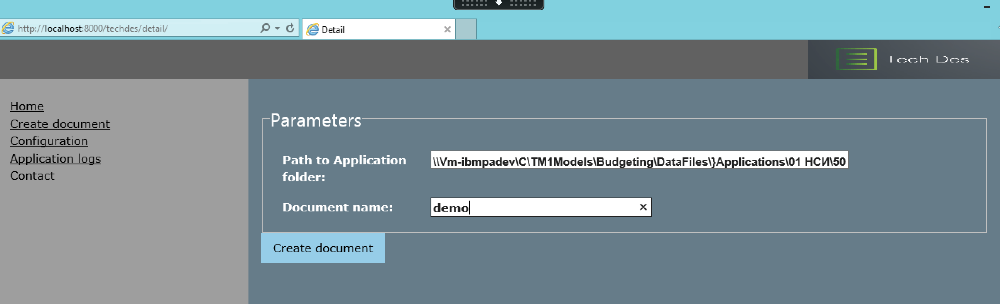 http://localhost:8000/techdes/detail/
Detail
Tech Des
Home
Create document
Configuration
Application logs
Contact
Parameters
Path to Application folder:
\\Vm-ibmpadev\C\TM1Models\Budgeting\DataFiles\}Applications\01 НСИ\50
Document name:
demo
Create document